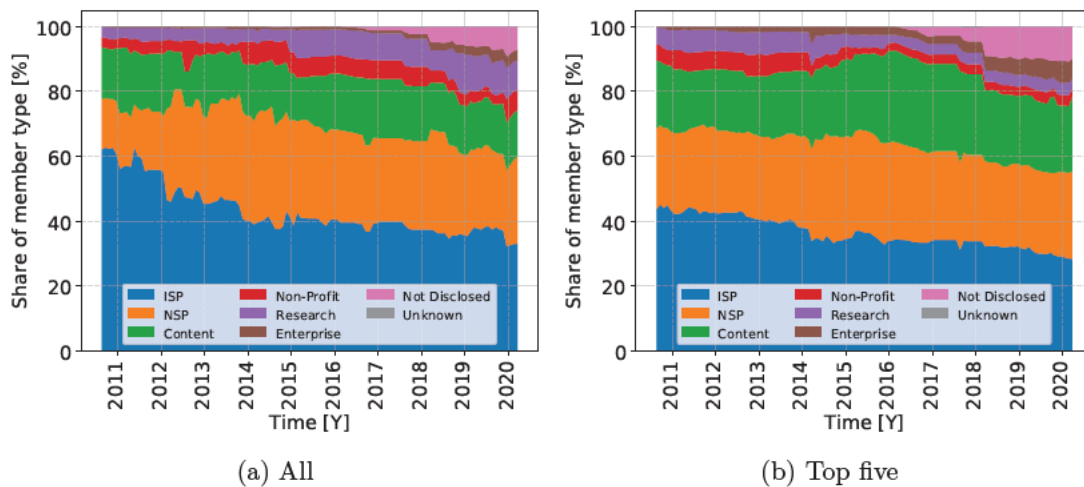 100
80
60
40
20
0
Share of member type [%]
ISP
NSP
Content
Non-Profit
Research
Enterprise
Not Disclosed
Unknown
2011
2012
2013
2014
2015
2016
2017
2018
2019
2020
Time [Y]
(a) All
100
80
60
40
20
0
Share of member type [%]
ISP
NSP
Content
Non-Profit
Research
Enterprise
Not Disclosed
Unknown
2011
2012
2013
2014
2015
2016
2017
2018
2019
2020
Time [Y]
(b) Top five